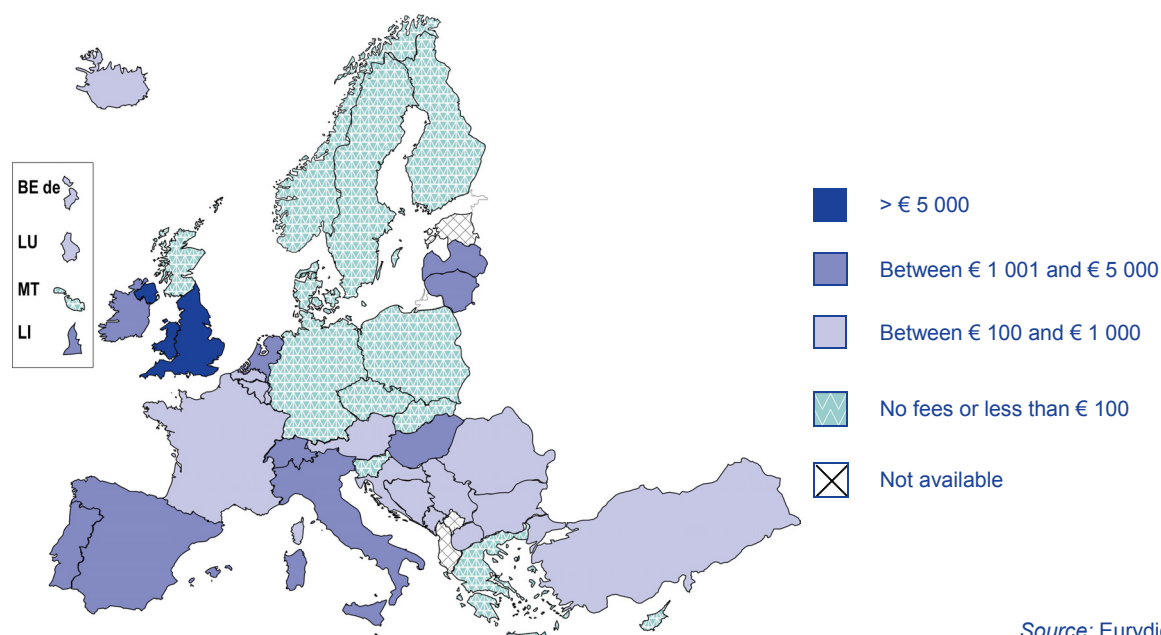 BE de
LU
MT
LI
> € 5 000
Between € 1 001 and € 5 000
Between € 100 and € 1 000
No fees or less than € 100
Not available
Source: